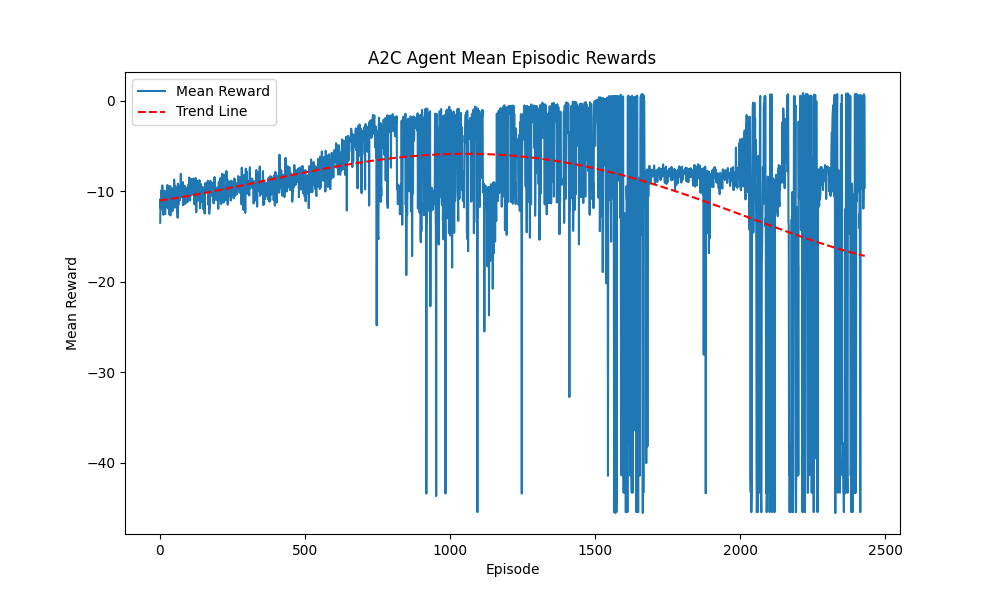 A2C Agent Mean Episodic Rewards
Mean Reward
Trend Line
0
−10
−20
−30
−40
Mean Reward
0
500
1000
1500
2000
2500
Episode